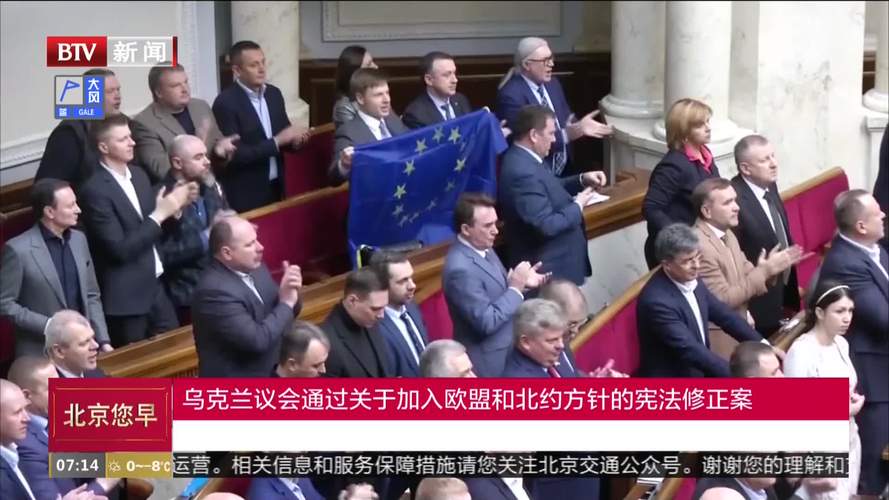 BTV 新闻
大风
蓝 GALE
乌克兰议会通过关于加入欧盟和北约方针的宪法修正案
北京您早
07:14 0~-8℃ 运营。相关信息和服务保障措施请您关注北京交通公众号。谢谢您的理解和